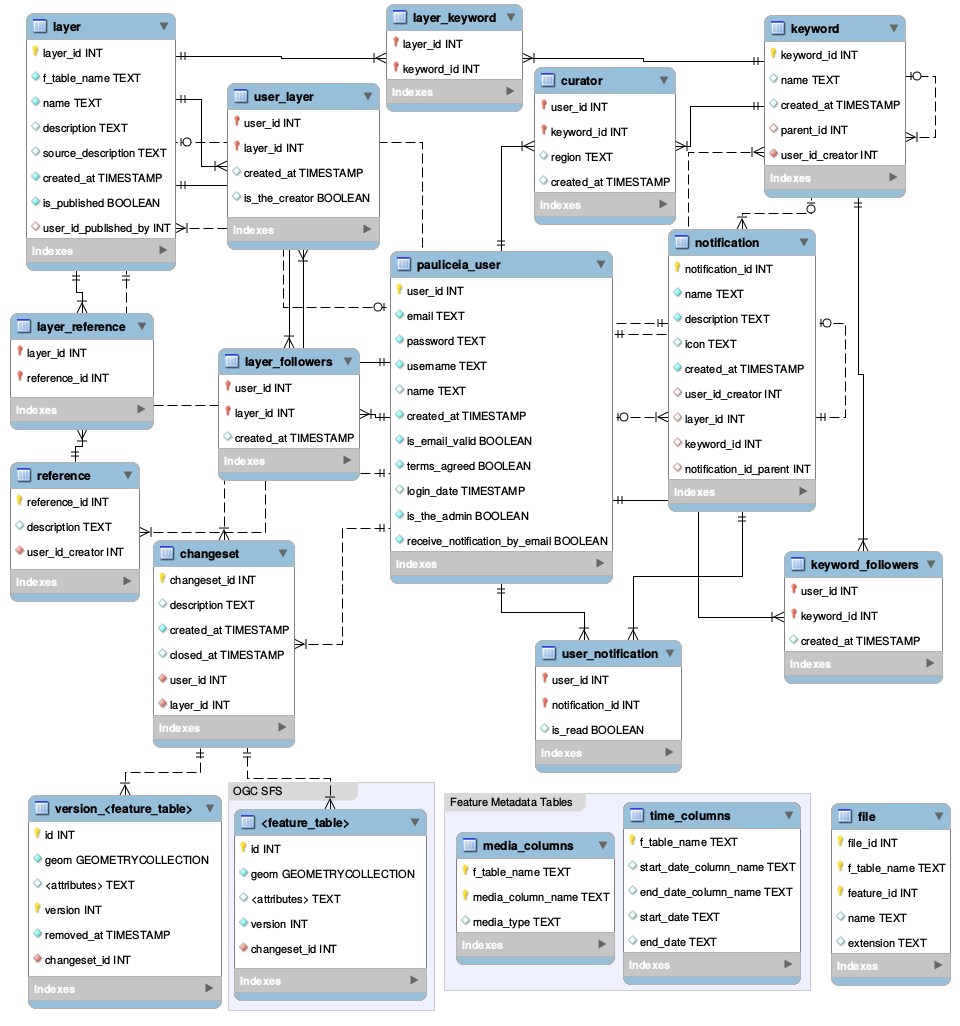 layer
layer_id INT
f_table_name TEXT
name TEXT
description TEXT
source_description TEXT
created_at TIMESTAMP
is_published BOOLEAN
user_id_published_by INT
Indexes
layer_keyword
layer_id INT
keyword_id INT
Indexes
keyword
keyword_id INT
name TEXT
created_at TIMESTAMP
parent_id INT
user_id_creator INT
Indexes
user_layer
user_id INT
layer_id INT
created_at TIMESTAMP
is_the_creator BOOLEAN
Indexes
curator
user_id INT
keyword_id INT
region TEXT
created_at TIMESTAMP
Indexes
pauliceia_user
user_id INT
email TEXT
password TEXT
username TEXT
name TEXT
created_at TIMESTAMP
is_email_valid BOOLEAN
terms_agreed BOOLEAN
login_date TIMESTAMP
is_the_admin BOOLEAN
receive_notification_by_email BOOLEAN
Indexes
notification
notification_id INT
name TEXT
description TEXT
icon TEXT
created_at TIMESTAMP
user_id_creator INT
layer_id INT
keyword_id INT
notification_id_parent INT
Indexes
layer_reference
layer_id INT
reference_id INT
Indexes
layer_followers
user_id INT
layer_id INT
created_at TIMESTAMP
Indexes
reference
reference_id INT
description TEXT
user_id_creator INT
Indexes
changeset
changeset_id INT
description TEXT
created_at TIMESTAMP
closed_at TIMESTAMP
user_id INT
layer_id INT
Indexes
keyword_followers
user_id INT
keyword_id INT
created_at TIMESTAMP
Indexes
user_notification
user_id INT
notification_id INT
is_read BOOLEAN
Indexes
version_<feature_table>
id INT
geom GEOMETRYCOLLECTION
<attributes> TEXT
version INT
removed_at TIMESTAMP
changeset_id INT
Indexes
OGC SFS
<feature_table>
id INT
geom GEOMETRYCOLLECTION
<attributes> TEXT
version INT
changeset_id INT
Indexes
Feature Metadata Tables
media_columns
f_table_name TEXT
media_column_name TEXT
media_type TEXT
Indexes
time_columns
f_table_name TEXT
start_date_column_name TEXT
end_date_column_name TEXT
start_date TEXT
end_date TEXT
Indexes
file
file_id INT
f_table_name TEXT
feature_id INT
name TEXT
extension TEXT
Indexes